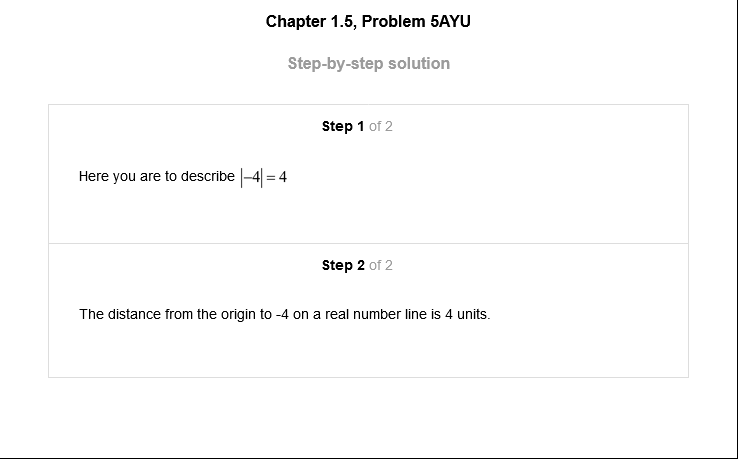 Chapter 1.5, Problem 5AYU
Step-by-step solution
Step 1 of 2
Here you are to describe |−4| = 4
Step 2 of 2
The distance from the origin to -4 on a real number line is 4 units.